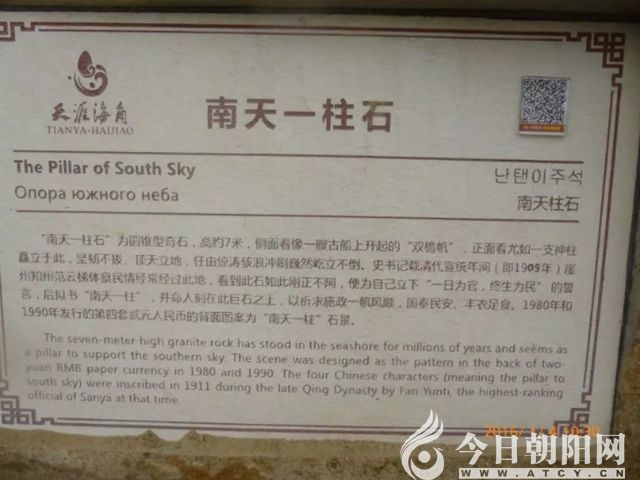 天涯海角
TIANYA-HAIJIAO
南天一柱石
The Pillar of South Sky
난탠이주석
Опора южного неба
南天柱石
“南天一柱石”为圆锥型奇石，高约7米，侧面看像一艘古船上升起的“双桅帆”，正面看尤如一支神柱
矗立于此，坚韧不拔、顶天立地，任由惊涛骇浪冲刷巍然屹立不倒。史书记载清代宣统年间（即1909年）崖
州知州范云梯体察民情经常经过此地，看到此石如此刚正不阿，便为自己立下“一日为官，终生为民”的誓
言，后拟书“南天一柱”，并命人刻在此巨石之上，以祈求施政一帆风顺，国泰民安、丰衣足食。1980年和
1990年发行的第四套贰元人民币的背面图案为“南天一柱”石景。
The seven-meter-high granite rock has stood in the seashore for millions of years and seems as
a pillar to support the southern sky. The scene was designed as the pattern in the back of two-
yuan RMB paper currency in 1980 and 1990. The four Chinese characters (meaning the pillar to
south sky) were inscribed in 1911 during the late Qing Dynasty by Fan Yunti, the highest-ranking
official of Sanya at that time.
2016/1/4 10:30
今日朝阳网
WWW.ATCY.CN